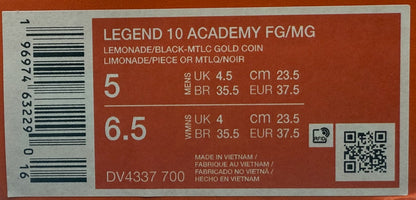 LEGEND 10 ACADEMY FG/MG
LEMONADE/BLACK-MTLC GOLD COIN
LIMONADE/PIECE OR MTLQ/NOIR
5 MENS UK 4.5 cm 23.5
BR 35.5 EUR 37.5
6.5 WMNS UK 4 cm 23.5
BR 35.5 EUR 37.5
MADE IN VIETNAM/
FABRIQUÉ AU VIETNAM/
FABRICADO NO VIETNÃ/
HECHO EN VIETNAM
DV4337 700
1 96974 63229 0 16
RFID